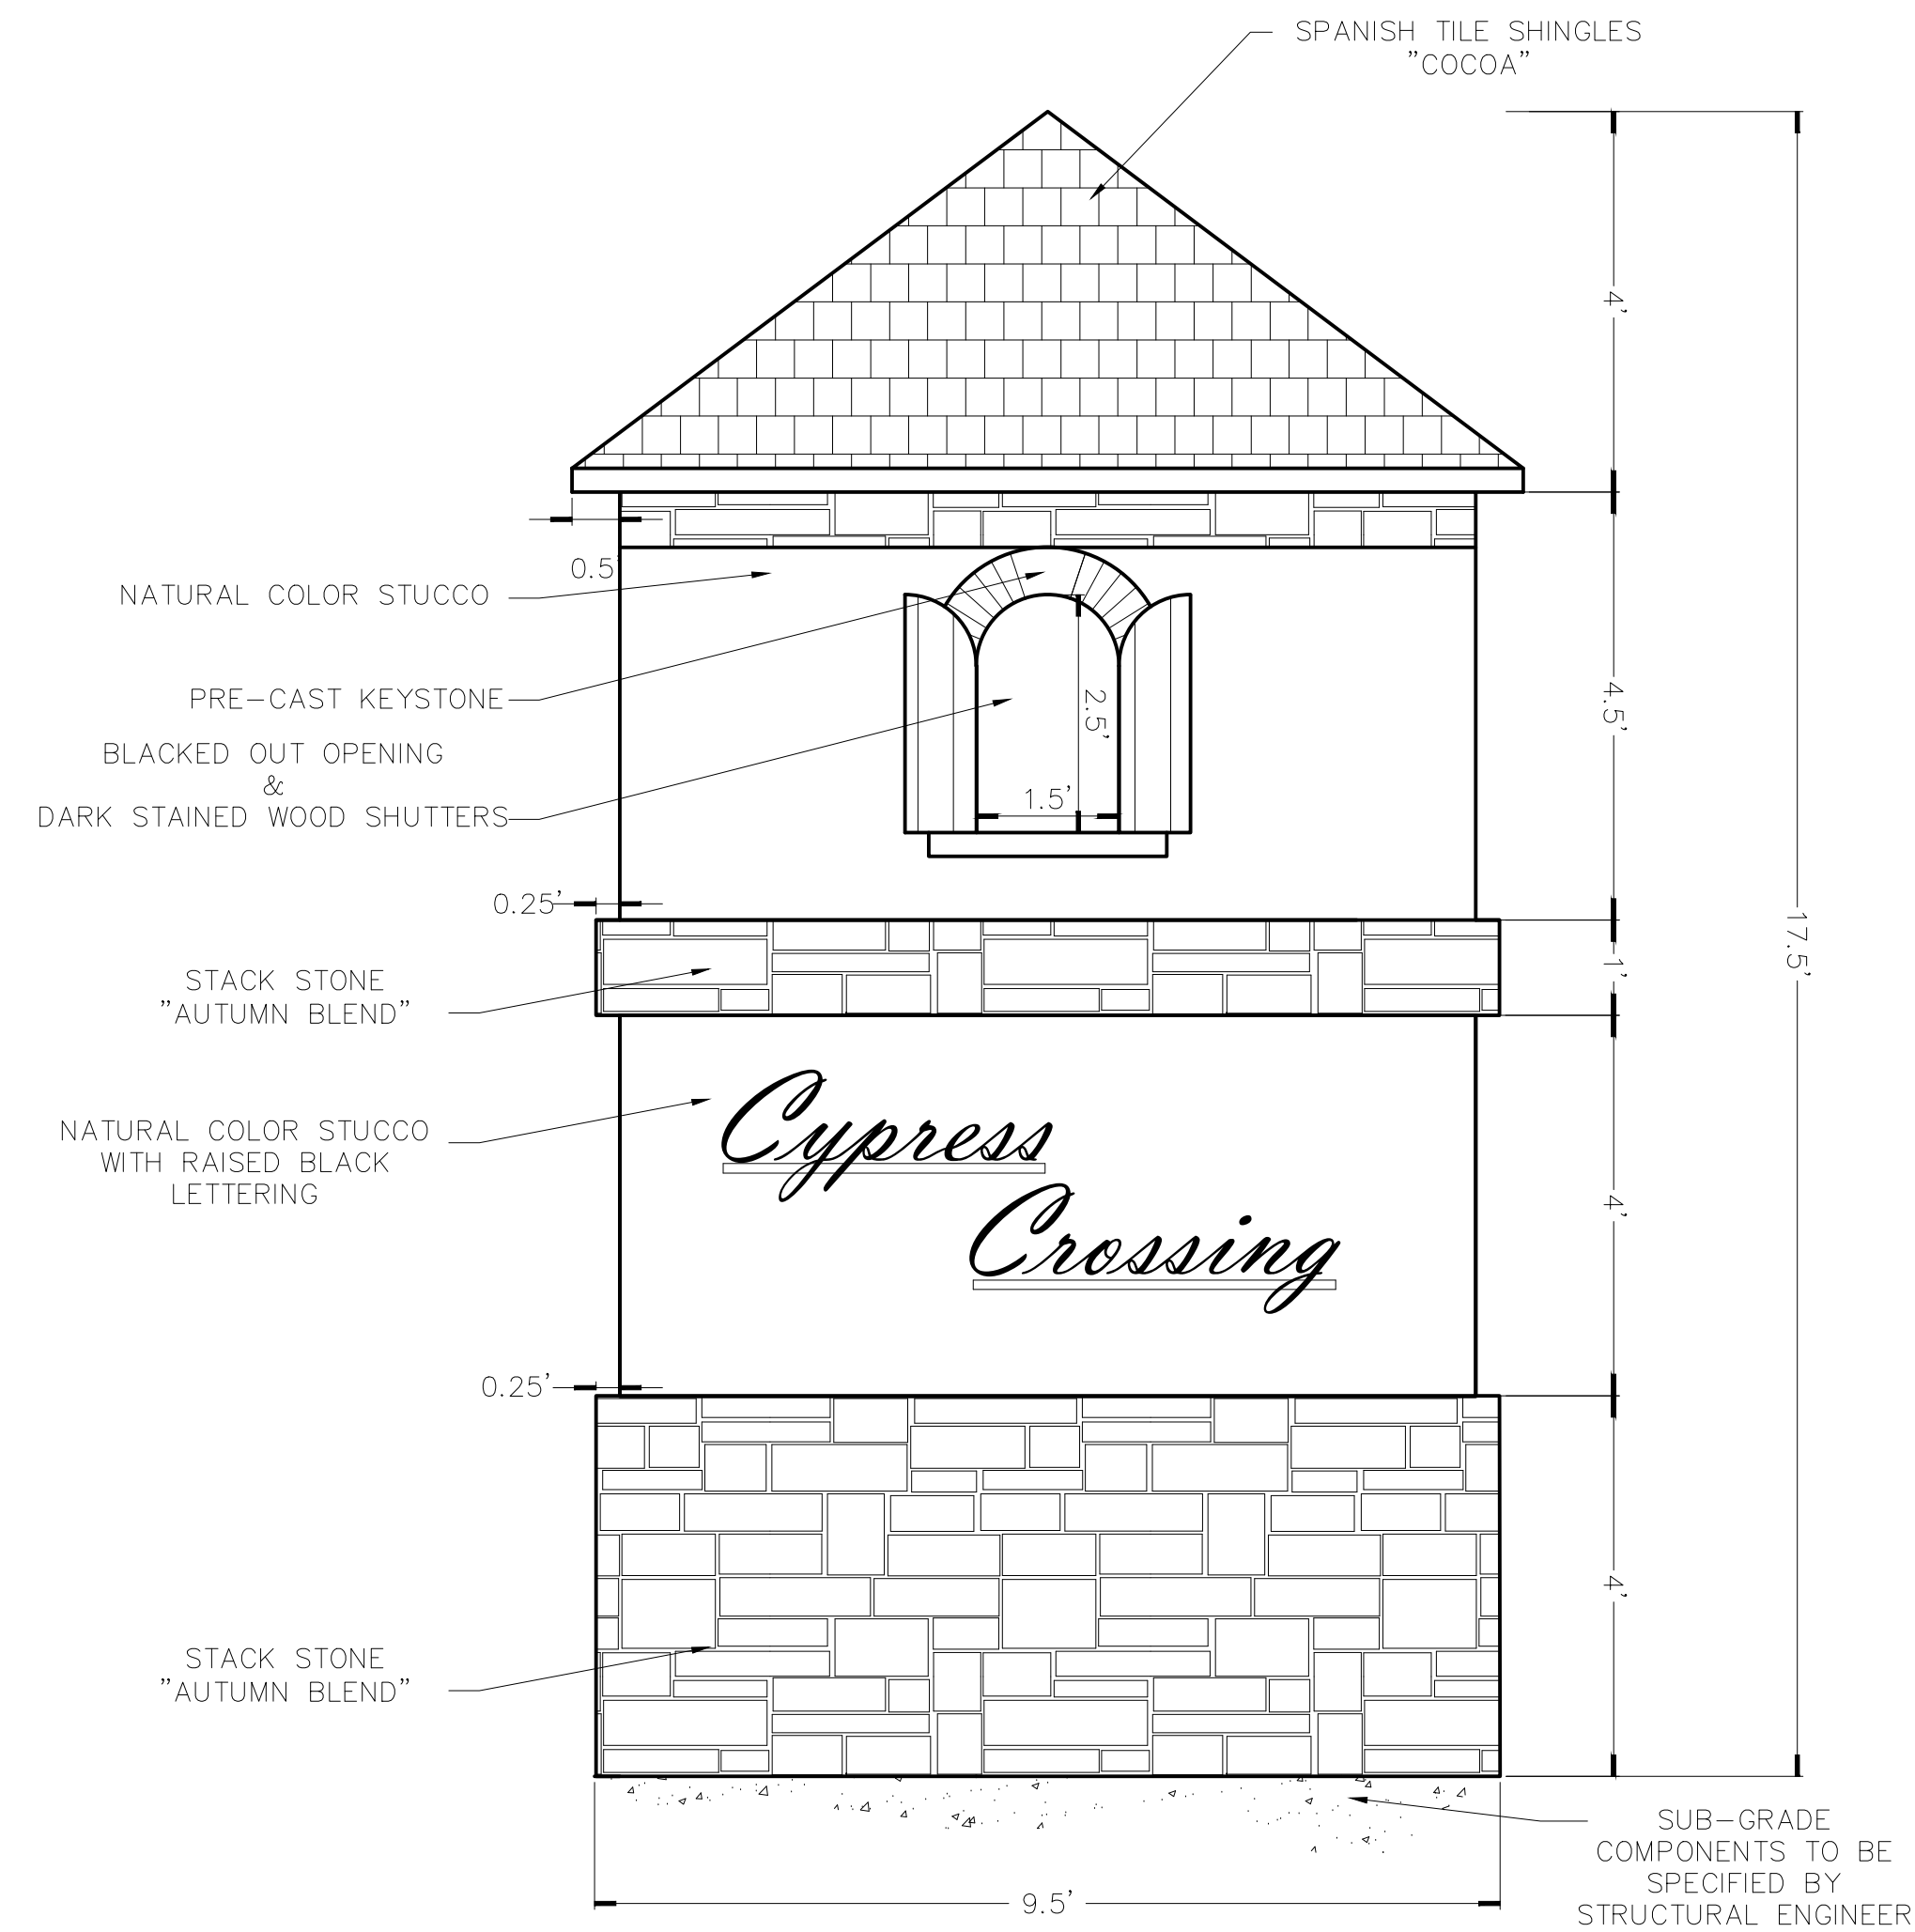 SPANISH TILE SHINGLES
"COCOA"
4'
0.5'
NATURAL COLOR STUCCO
PRE-CAST KEYSTONE
BLACKED OUT OPENING
&
DARK STAINED WOOD SHUTTERS
2.5'
1.5'
4.5'
0.25'
17.5'
STACK STONE
"AUTUMN BLEND"
1'
NATURAL COLOR STUCCO
WITH RAISED BLACK
LETTERING
Cypress
Crossing
4'
0.25'
4'
STACK STONE
"AUTUMN BLEND"
SUB-GRADE
COMPONENTS TO BE
SPECIFIED BY
STRUCTURAL ENGINEER
9.5'